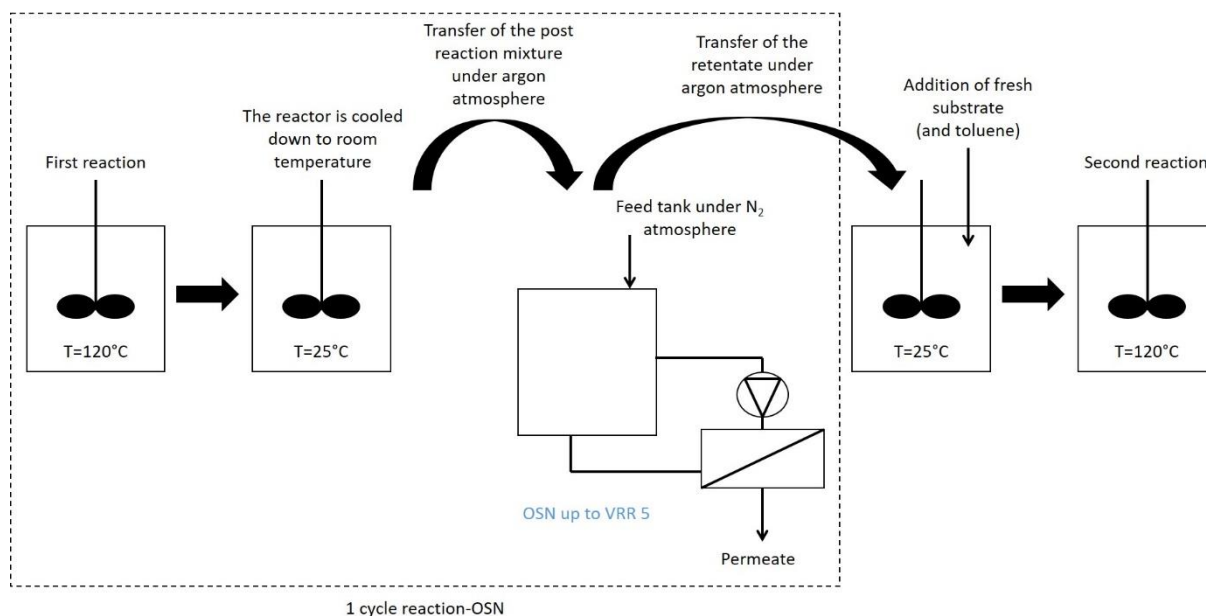 First reaction
T=120°C
The reactor is cooled
down to room
temperature
T=25°C
Transfer of the post
reaction mixture
under argon
atmosphere
Transfer of the
retentate under
argon atmosphere
Feed tank under N₂
atmosphere
OSN up to VRR 5
Permeate
Addition of fresh
substrate
(and toluene)
T=25°C
Second reaction
T=120°C
1 cycle reaction-OSN